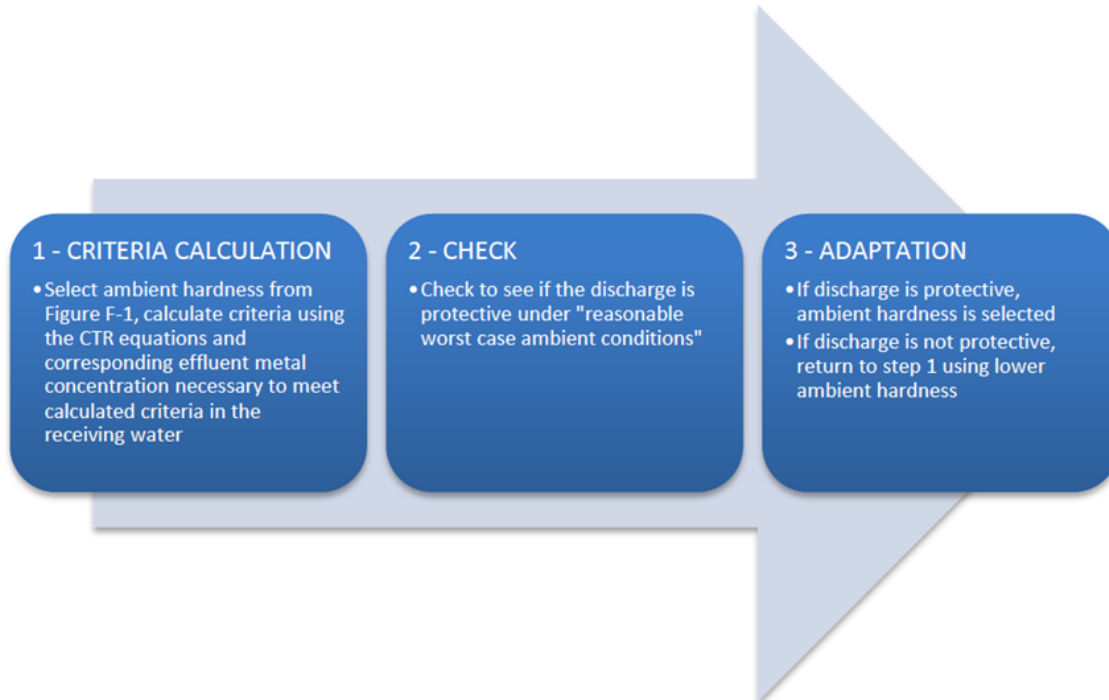 1 - CRITERIA CALCULATION
• Select ambient hardness from
Figure F-1, calculate criteria using
the CTR equations and
corresponding effluent metal
concentration necessary to meet
calculated criteria in the
receiving water
2 - CHECK
• Check to see if the discharge is
protective under "reasonable
worst case ambient conditions"
3 - ADAPTATION
• If discharge is protective,
ambient hardness is selected
• If discharge is not protective,
return to step 1 using lower
ambient hardness